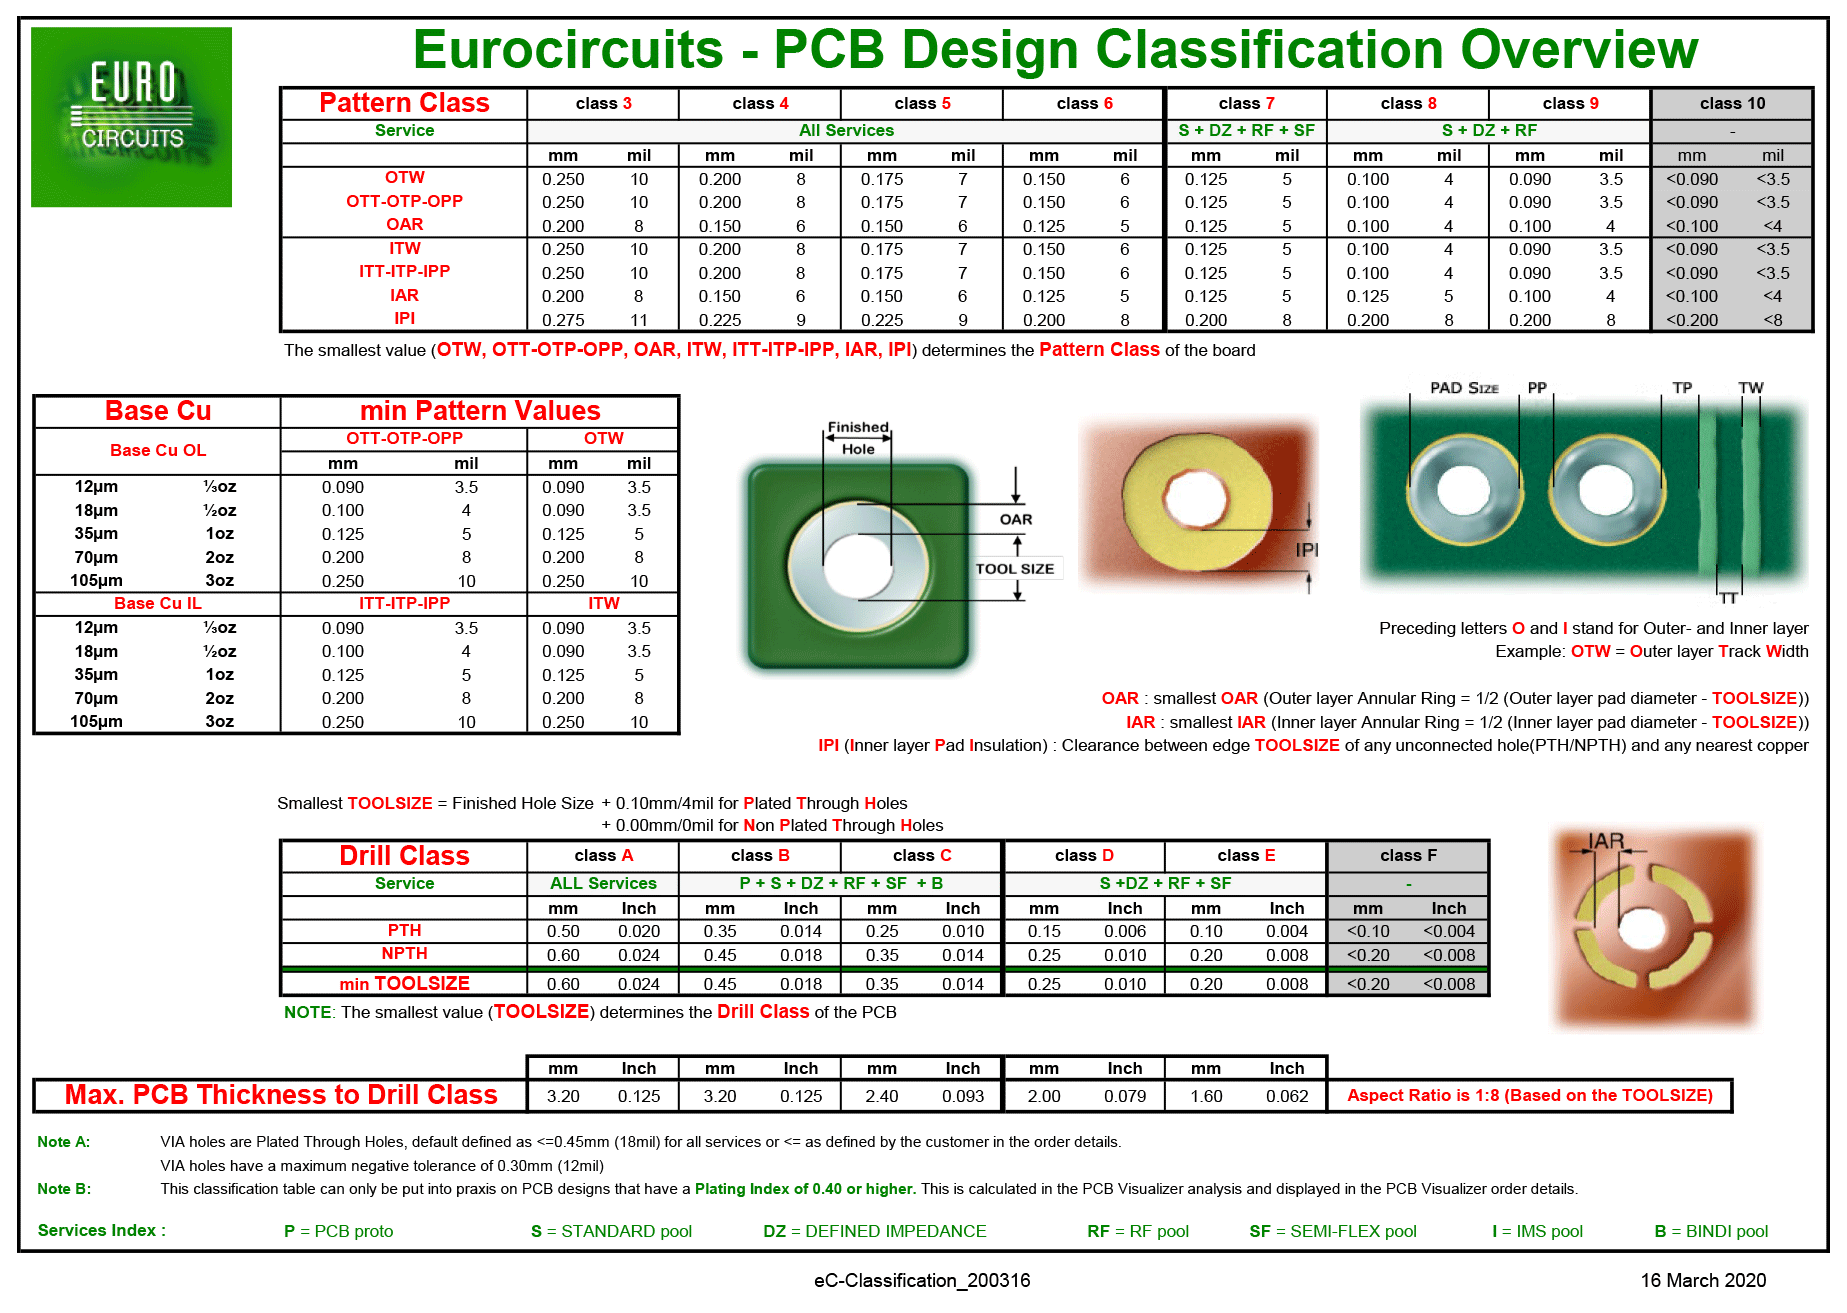 EURO
CIRCUITS
Eurocircuits - PCB Design Classification Overview
Pattern Class class 3 class 4 class 5 class 6 class 7 class 8 class 9 class 10
Service All Services S + DZ + RF + SF S + DZ + RF -
mm mil mm mil mm mil mm mil mm mil mm mil mm mil mm mil
OTW 0.250 10 0.200 8 0.175 7 0.150 6 0.125 5 0.100 4 0.090 3.5 <0.090 <3.5
OTT-OTP-OPP 0.250 10 0.200 8 0.175 7 0.150 6 0.125 5 0.100 4 0.090 3.5 <0.090 <3.5
OAR 0.200 8 0.150 6 0.150 6 0.125 5 0.125 5 0.100 4 0.100 4 <0.100 <4
ITW 0.250 10 0.200 8 0.175 7 0.150 6 0.125 5 0.100 4 0.090 3.5 <0.090 <3.5
ITT-ITP-IPP 0.250 10 0.200 8 0.175 7 0.150 6 0.125 5 0.100 4 0.090 3.5 <0.090 <3.5
IAR 0.200 8 0.150 6 0.150 6 0.125 5 0.125 5 0.125 5 0.100 4 <0.100 <4
IPI 0.275 11 0.225 9 0.225 9 0.200 8 0.200 8 0.200 8 0.200 8 <0.200 <8
The smallest value (OTW, OTT-OTP-OPP, OAR, ITW, ITT-ITP-IPP, IAR, IPI) determines the Pattern Class of the board
Base Cu min Pattern Values
Base Cu OL OTT-OTP-OPP OTW
mm mil mm mil
12µm ⅓oz 0.090 3.5 0.090 3.5
18µm ½oz 0.100 4 0.090 3.5
35µm 1oz 0.125 5 0.125 5
70µm 2oz 0.200 8 0.200 8
105µm 3oz 0.250 10 0.250 10
Base Cu IL ITT-ITP-IPP ITW
12µm ⅓oz 0.090 3.5 0.090 3.5
18µm ½oz 0.100 4 0.090 3.5
35µm 1oz 0.125 5 0.125 5
70µm 2oz 0.200 8 0.200 8
105µm 3oz 0.250 10 0.250 10
Finished
Hole
OAR
TOOL SIZE
IPI
PAD SIZE PP TP TW
TT
Preceding letters O and I stand for Outer- and Inner layer
Example: OTW = Outer layer Track Width
OAR : smallest OAR (Outer layer Annular Ring = 1/2 (Outer layer pad diameter - TOOLSIZE))
IAR : smallest IAR (Inner layer Annular Ring = 1/2 (Inner layer pad diameter - TOOLSIZE))
IPI (Inner layer Pad Insulation) : Clearance between edge TOOLSIZE of any unconnected hole(PTH/NPTH) and any nearest copper
Smallest TOOLSIZE = Finished Hole Size + 0.10mm/4mil for Plated Through Holes
+ 0.00mm/0mil for Non Plated Through Holes
Drill Class class A class B class C class D class E class F
Service ALL Services P + S + DZ + RF + SF + B S +DZ + RF + SF -
mm Inch mm Inch mm Inch mm Inch mm Inch mm Inch
PTH 0.50 0.020 0.35 0.014 0.25 0.010 0.15 0.006 0.10 0.004 <0.10 <0.004
NPTH 0.60 0.024 0.45 0.018 0.35 0.014 0.25 0.010 0.20 0.008 <0.20 <0.008
min TOOLSIZE 0.60 0.024 0.45 0.018 0.35 0.014 0.25 0.010 0.20 0.008 <0.20 <0.008
NOTE: The smallest value (TOOLSIZE) determines the Drill Class of the PCB
IAR
mm Inch mm Inch mm Inch mm Inch mm Inch
Max. PCB Thickness to Drill Class 3.20 0.125 3.20 0.125 2.40 0.093 2.00 0.079 1.60 0.062 Aspect Ratio is 1:8 (Based on the TOOLSIZE)
Note A: VIA holes are Plated Through Holes, default defined as <=0.45mm (18mil) for all services or <= as defined by the customer in the order details.
VIA holes have a maximum negative tolerance of 0.30mm (12mil)
Note B: This classification table can only be put into praxis on PCB designs that have a Plating Index of 0.40 or higher. This is calculated in the PCB Visualizer analysis and displayed in the PCB Visualizer order details.
Services Index : P = PCB proto S = STANDARD pool DZ = DEFINED IMPEDANCE RF = RF pool SF = SEMI-FLEX pool I = IMS pool B = BINDI pool
eC-Classification_200316 16 March 2020